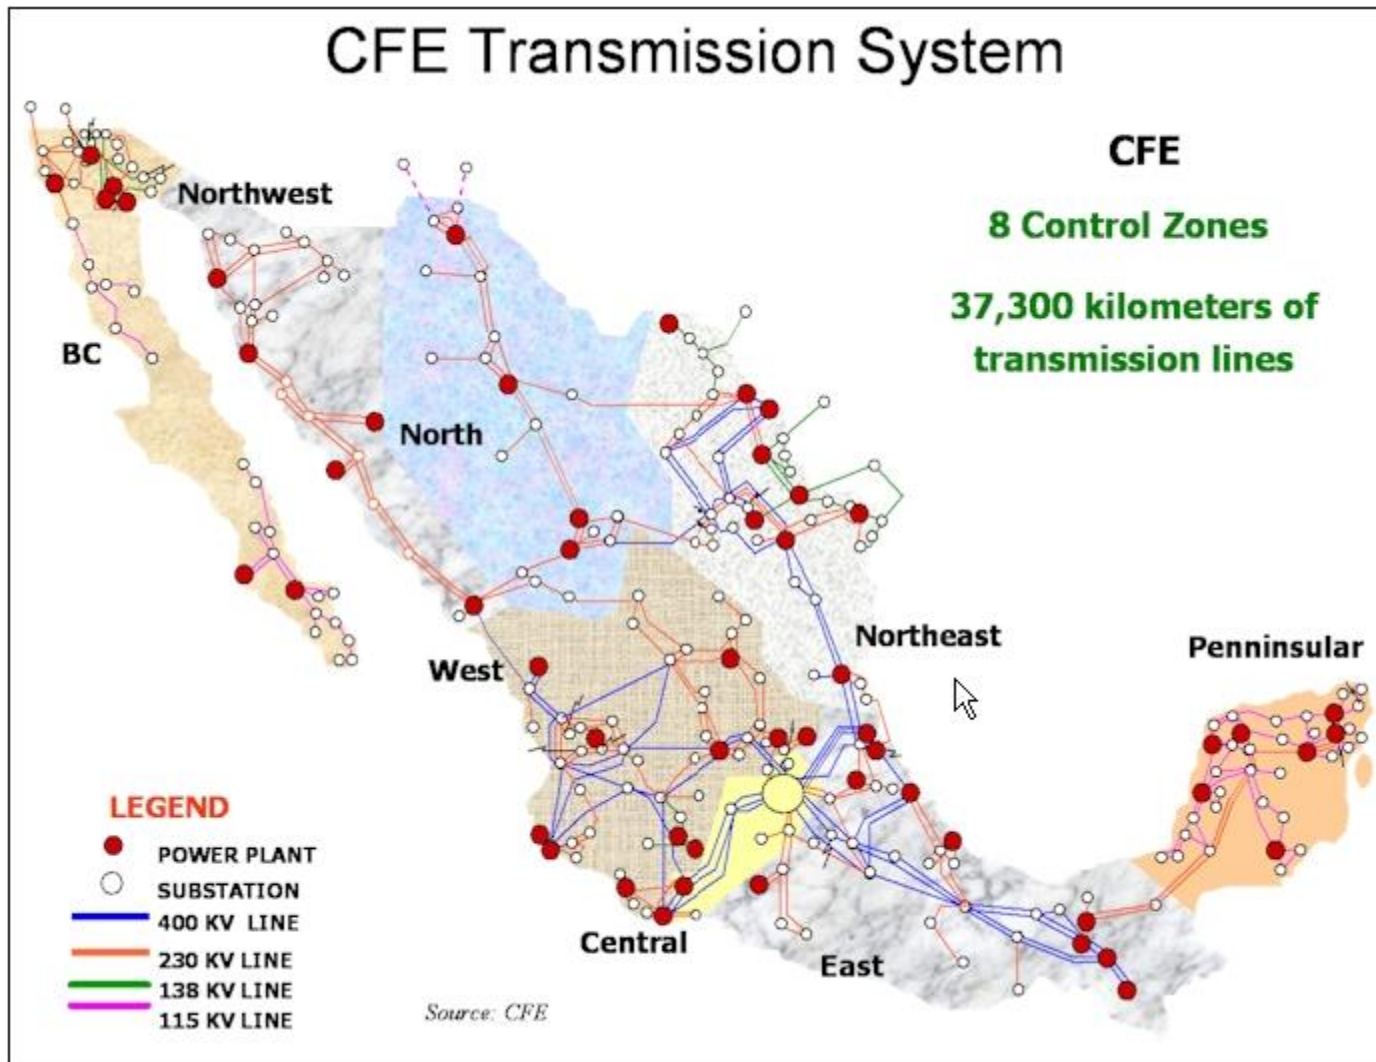 CFE Transmission System
CFE
8 Control Zones
37,300 kilometers of
transmission lines
Northwest
BC
North
Northeast
Penninsular
West
Central
East
LEGEND
POWER PLANT
SUBSTATION
400 KV LINE
230 KV LINE
138 KV LINE
115 KV LINE
Source: CFE